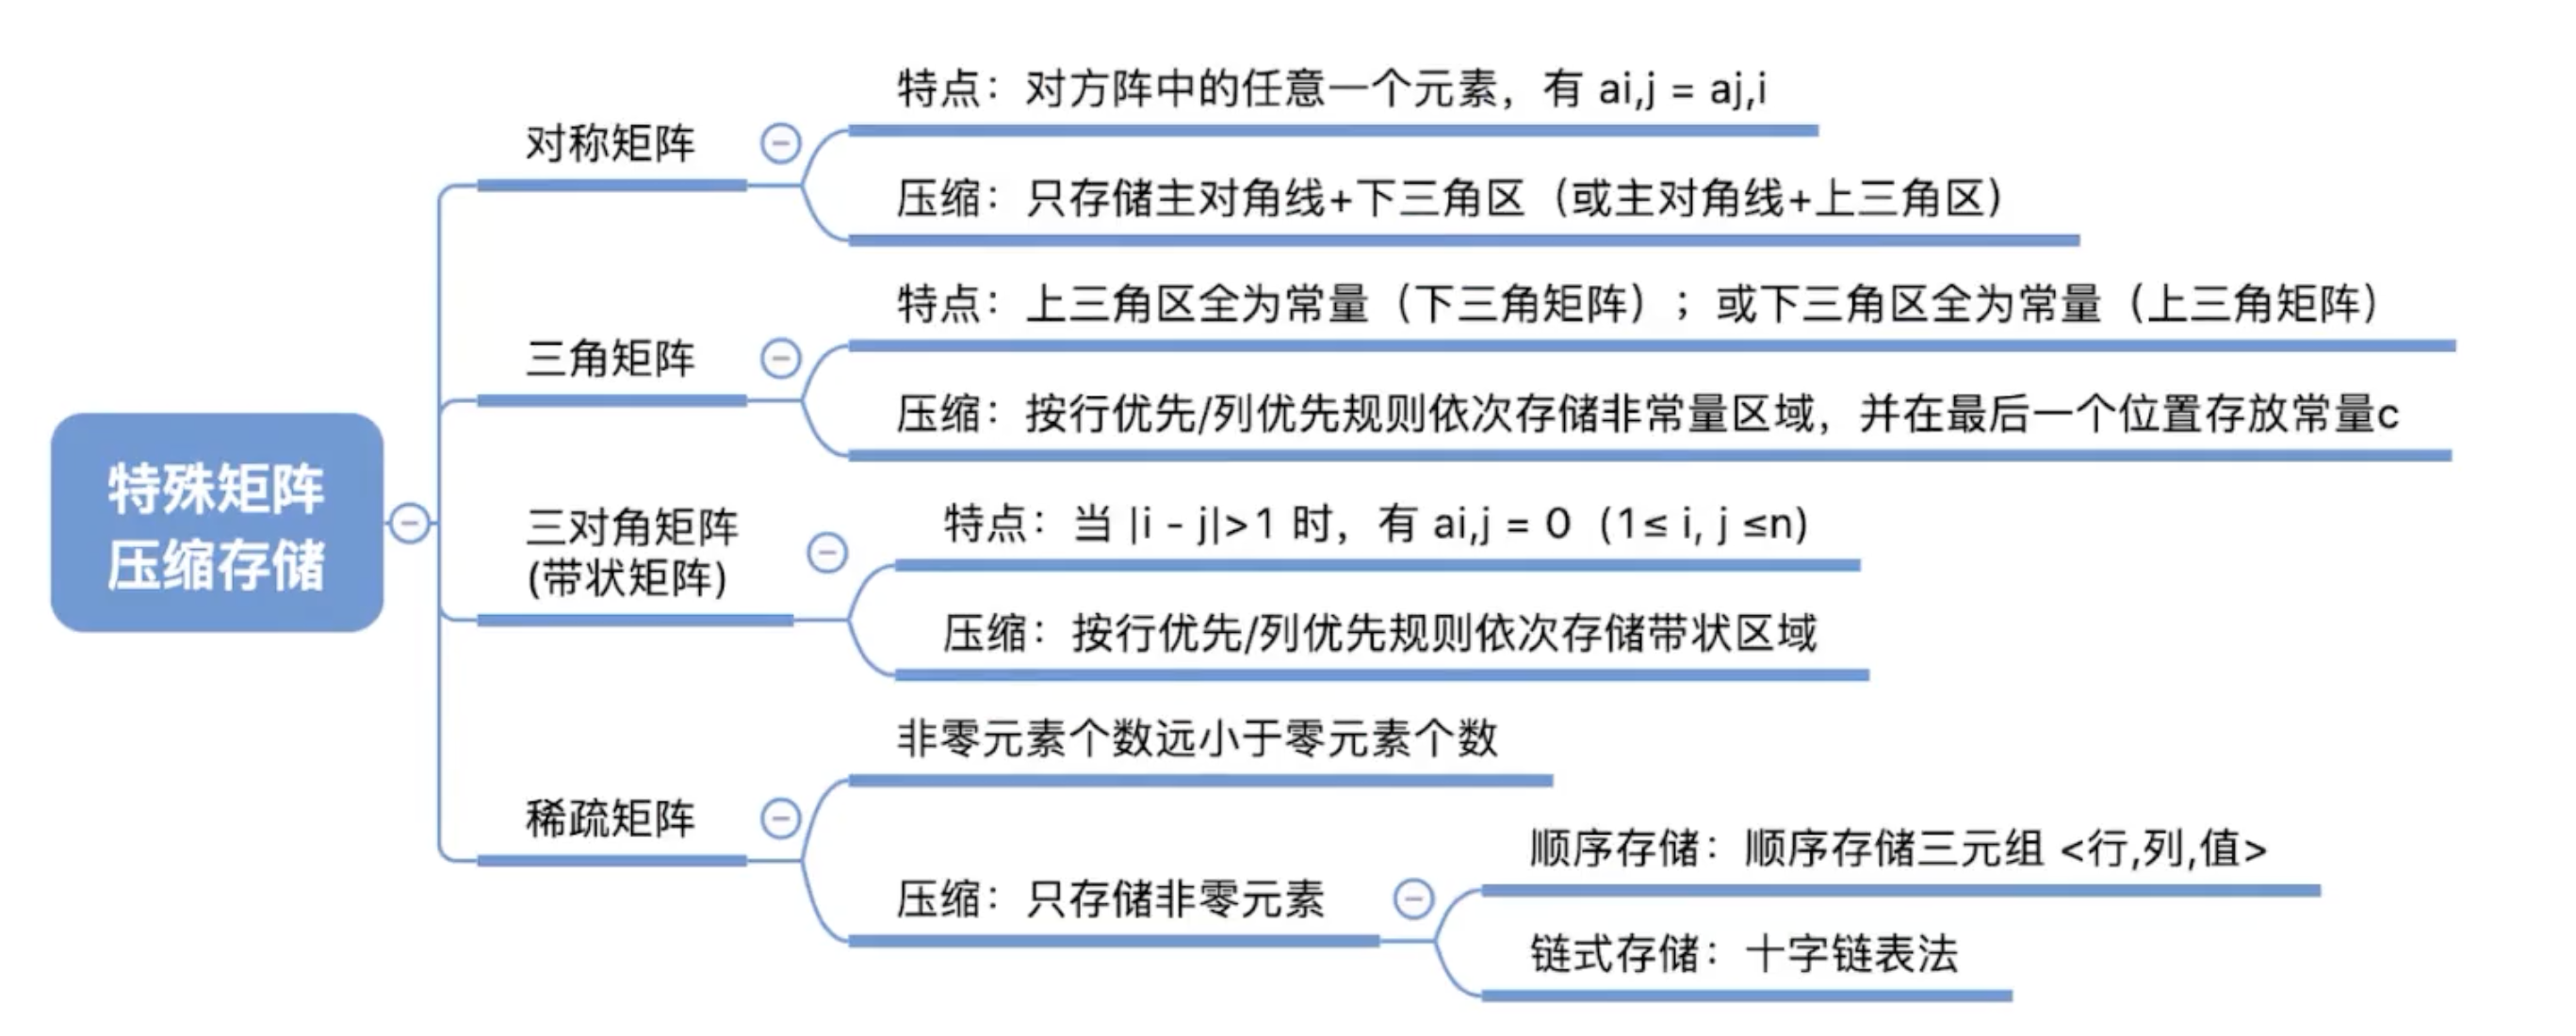 特殊矩阵
压缩存储
对称矩阵
特点：对方阵中的任意一个元素，有 ai,j = aj,i
压缩：只存储主对角线+下三角区（或主对角线+上三角区）
三角矩阵
特点：上三角区全为常量（下三角矩阵）；或下三角区全为常量（上三角矩阵）
压缩：按行优先/列优先规则依次存储非常量区域，并在最后一个位置存放常量c
三对角矩阵
(带状矩阵)
特点：当 |i - j|>1 时，有 ai,j = 0（1≤ i, j ≤n）
压缩：按行优先/列优先规则依次存储带状区域
稀疏矩阵
非零元素个数远小于零元素个数
压缩：只存储非零元素
顺序存储：顺序存储三元组 <行,列,值>
链式存储：十字链表法